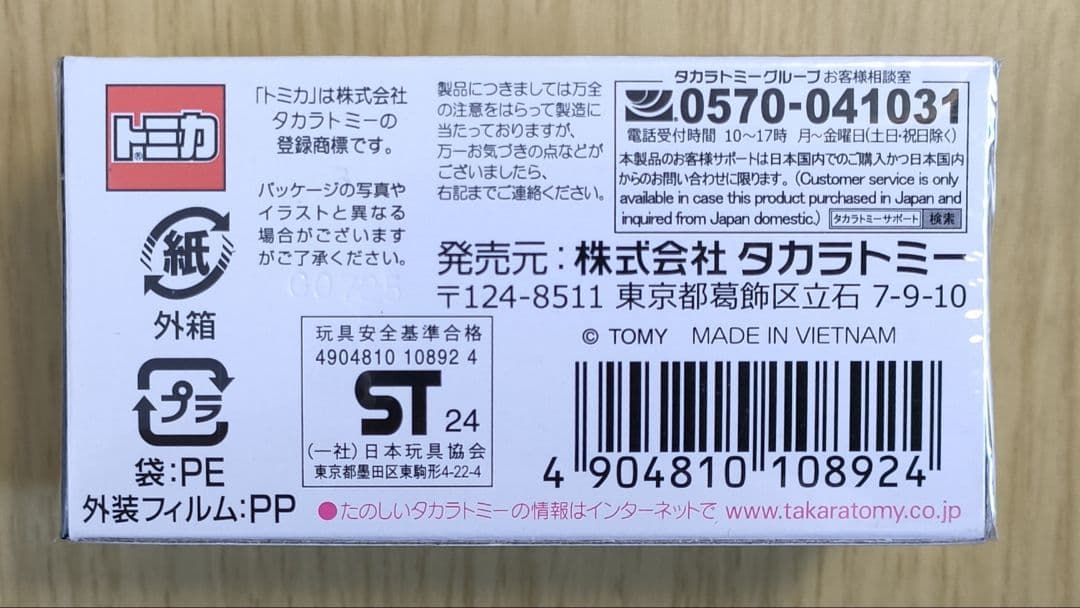 トミカ®
「トミカ」は株式会社
タカラトミーの
登録商標です。
パッケージの写真や
イラストと異なる
場合がございます
がご了承ください。
製品につきましては万全
の注意をはらって製造に
当たっておりますが、
万一お気づきの点などが
ございましたら、
右記までご連絡ください。
タカラトミーグループ お客様相談室
0570-041031
電話受付時間 10〜17時 月〜金曜日(土日・祝日除く)
本製品のお客様サポートは日本国内でのご購入かつ日本国内
からのお問い合わせに限ります。(Customer service is only
available in case this product purchased in Japan and
inquired from Japan domestic.) タカラトミーサポート 検索
発売元:株式会社 タカラトミー
〒124-8511 東京都葛飾区立石 7-9-10
© TOMY MADE IN VIETNAM
紙
外箱
プラ
袋:PE
外装フィルム:PP
玩具安全基準合格
4904810 10892 4
ST 24
(一社)日本玩具協会
東京都墨田区東駒形4-22-4
4 904810 108924
●たのしいタカラトミーの情報はインターネットで www.takaratomy.co.jp